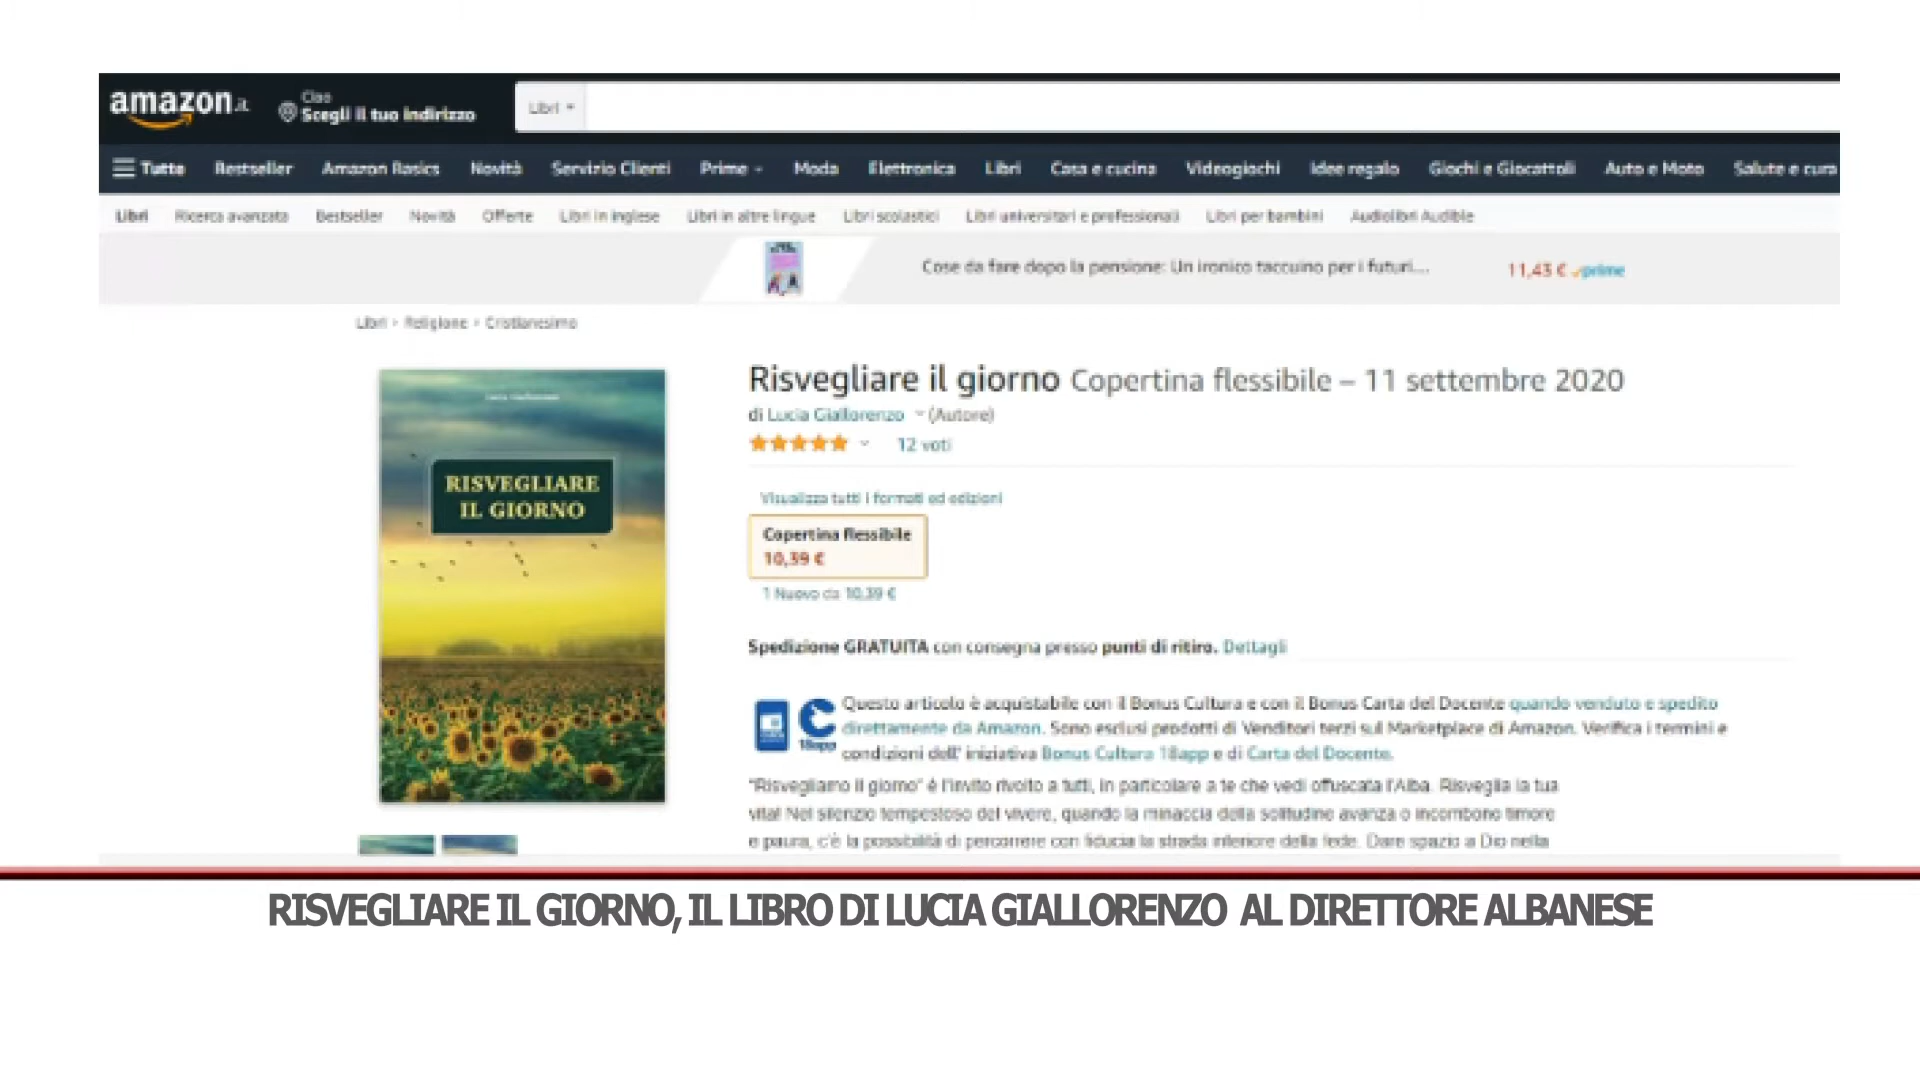 amazon.it
Ciao
Scegli il tuo indirizzo
Libri
Tutte Bestseller Amazon Basics Novità Servizio Clienti Prime Moda Elettronica Libri Casa e cucina Videogiochi Idee regalo Giochi e Giocattoli Auto e Moto Salute e cura
Libri Ricerca avanzata Bestseller Novità Offerte Libri in inglese Libri in altre lingue Libri scolastici Libri universitari e professionali Libri per bambini Audiolibri Audible
Cose da fare dopo la pensione: Un ironico taccuino per i futuri... 11,43 € prime
Libri › Religione › Cristianesimo
RISVEGLIARE
IL GIORNO
Risvegliare il giorno Copertina flessibile – 11 settembre 2020
di Lucia Giallorenzo (Autore)
12 voti
Visualizza tutti i formati ed edizioni
Copertina flessibile
10,39 €
1 Nuovo da 10,39 €
Spedizione GRATUITA con consegna presso punti di ritiro. Dettagli
18app
Questo articolo è acquistabile con il Bonus Cultura e con il Bonus Carta del Docente quando venduto e spedito
direttamente da Amazon. Sono esclusi prodotti di Venditori terzi sul Marketplace di Amazon. Verifica i termini e
condizioni dell' iniziativa Bonus Cultura 18app e di Carta del Docente.
"Risvegliamo il giorno" è l'invito rivolto a tutti, in particolare a te che vedi offuscata l'Alba. Risveglia la tua
vita! Nel silenzio tempestoso del vivere, quando la minaccia della solitudine avanza o incombono timore
e paura, c'è la possibilità di percorrere con fiducia la strada interiore della fede. Dare spazio a Dio nella
RISVEGLIARE IL GIORNO, IL LIBRO DI LUCIA GIALLORENZO AL DIRETTORE ALBANESE